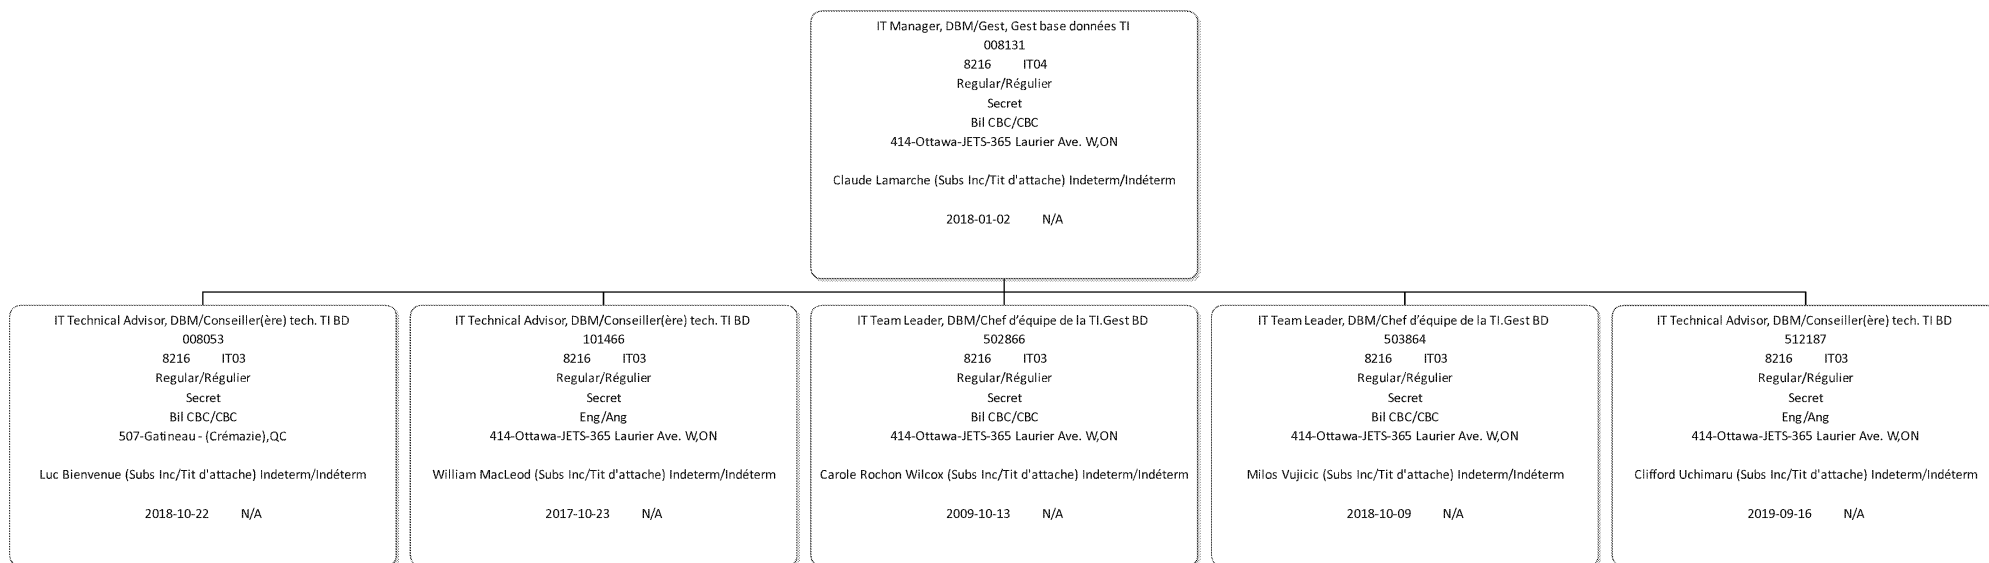 IT Manager, DBM/Gest, Gest base données TI
008131
8216 IT04
Regular/Régulier
Secret
Bil CBC/CBC
414-Ottawa-JETS-365 Laurier Ave. W,ON
Claude Lamarche (Subs Inc/Tit d'attache) Indeterm/Indéterm
2018-01-02 N/A
IT Technical Advisor, DBM/Conseiller(ère) tech. TI BD
008053
8216 IT03
Regular/Régulier
Secret
Bil CBC/CBC
507-Gatineau - (Crémazie),QC
Luc Bienvenue (Subs Inc/Tit d'attache) Indeterm/Indéterm
2018-10-22 N/A
IT Technical Advisor, DBM/Conseiller(ère) tech. TI BD
101466
8216 IT03
Regular/Régulier
Secret
Eng/Ang
414-Ottawa-JETS-365 Laurier Ave. W,ON
William MacLeod (Subs Inc/Tit d'attache) Indeterm/Indéterm
2017-10-23 N/A
IT Team Leader, DBM/Chef d’équipe de la TI.Gest BD
502866
8216 IT03
Regular/Régulier
Secret
Bil CBC/CBC
414-Ottawa-JETS-365 Laurier Ave. W,ON
Carole Rochon Wilcox (Subs Inc/Tit d'attache) Indeterm/Indéterm
2009-10-13 N/A
IT Team Leader, DBM/Chef d’équipe de la TI.Gest BD
503864
8216 IT03
Regular/Régulier
Secret
Bil CBC/CBC
414-Ottawa-JETS-365 Laurier Ave. W,ON
Milos Vujicic (Subs Inc/Tit d'attache) Indeterm/Indéterm
2018-10-09 N/A
IT Technical Advisor, DBM/Conseiller(ère) tech. TI BD
512187
8216 IT03
Regular/Régulier
Secret
Eng/Ang
414-Ottawa-JETS-365 Laurier Ave. W,ON
Clifford Uchimaru (Subs Inc/Tit d'attache) Indeterm/Indéterm
2019-09-16 N/A